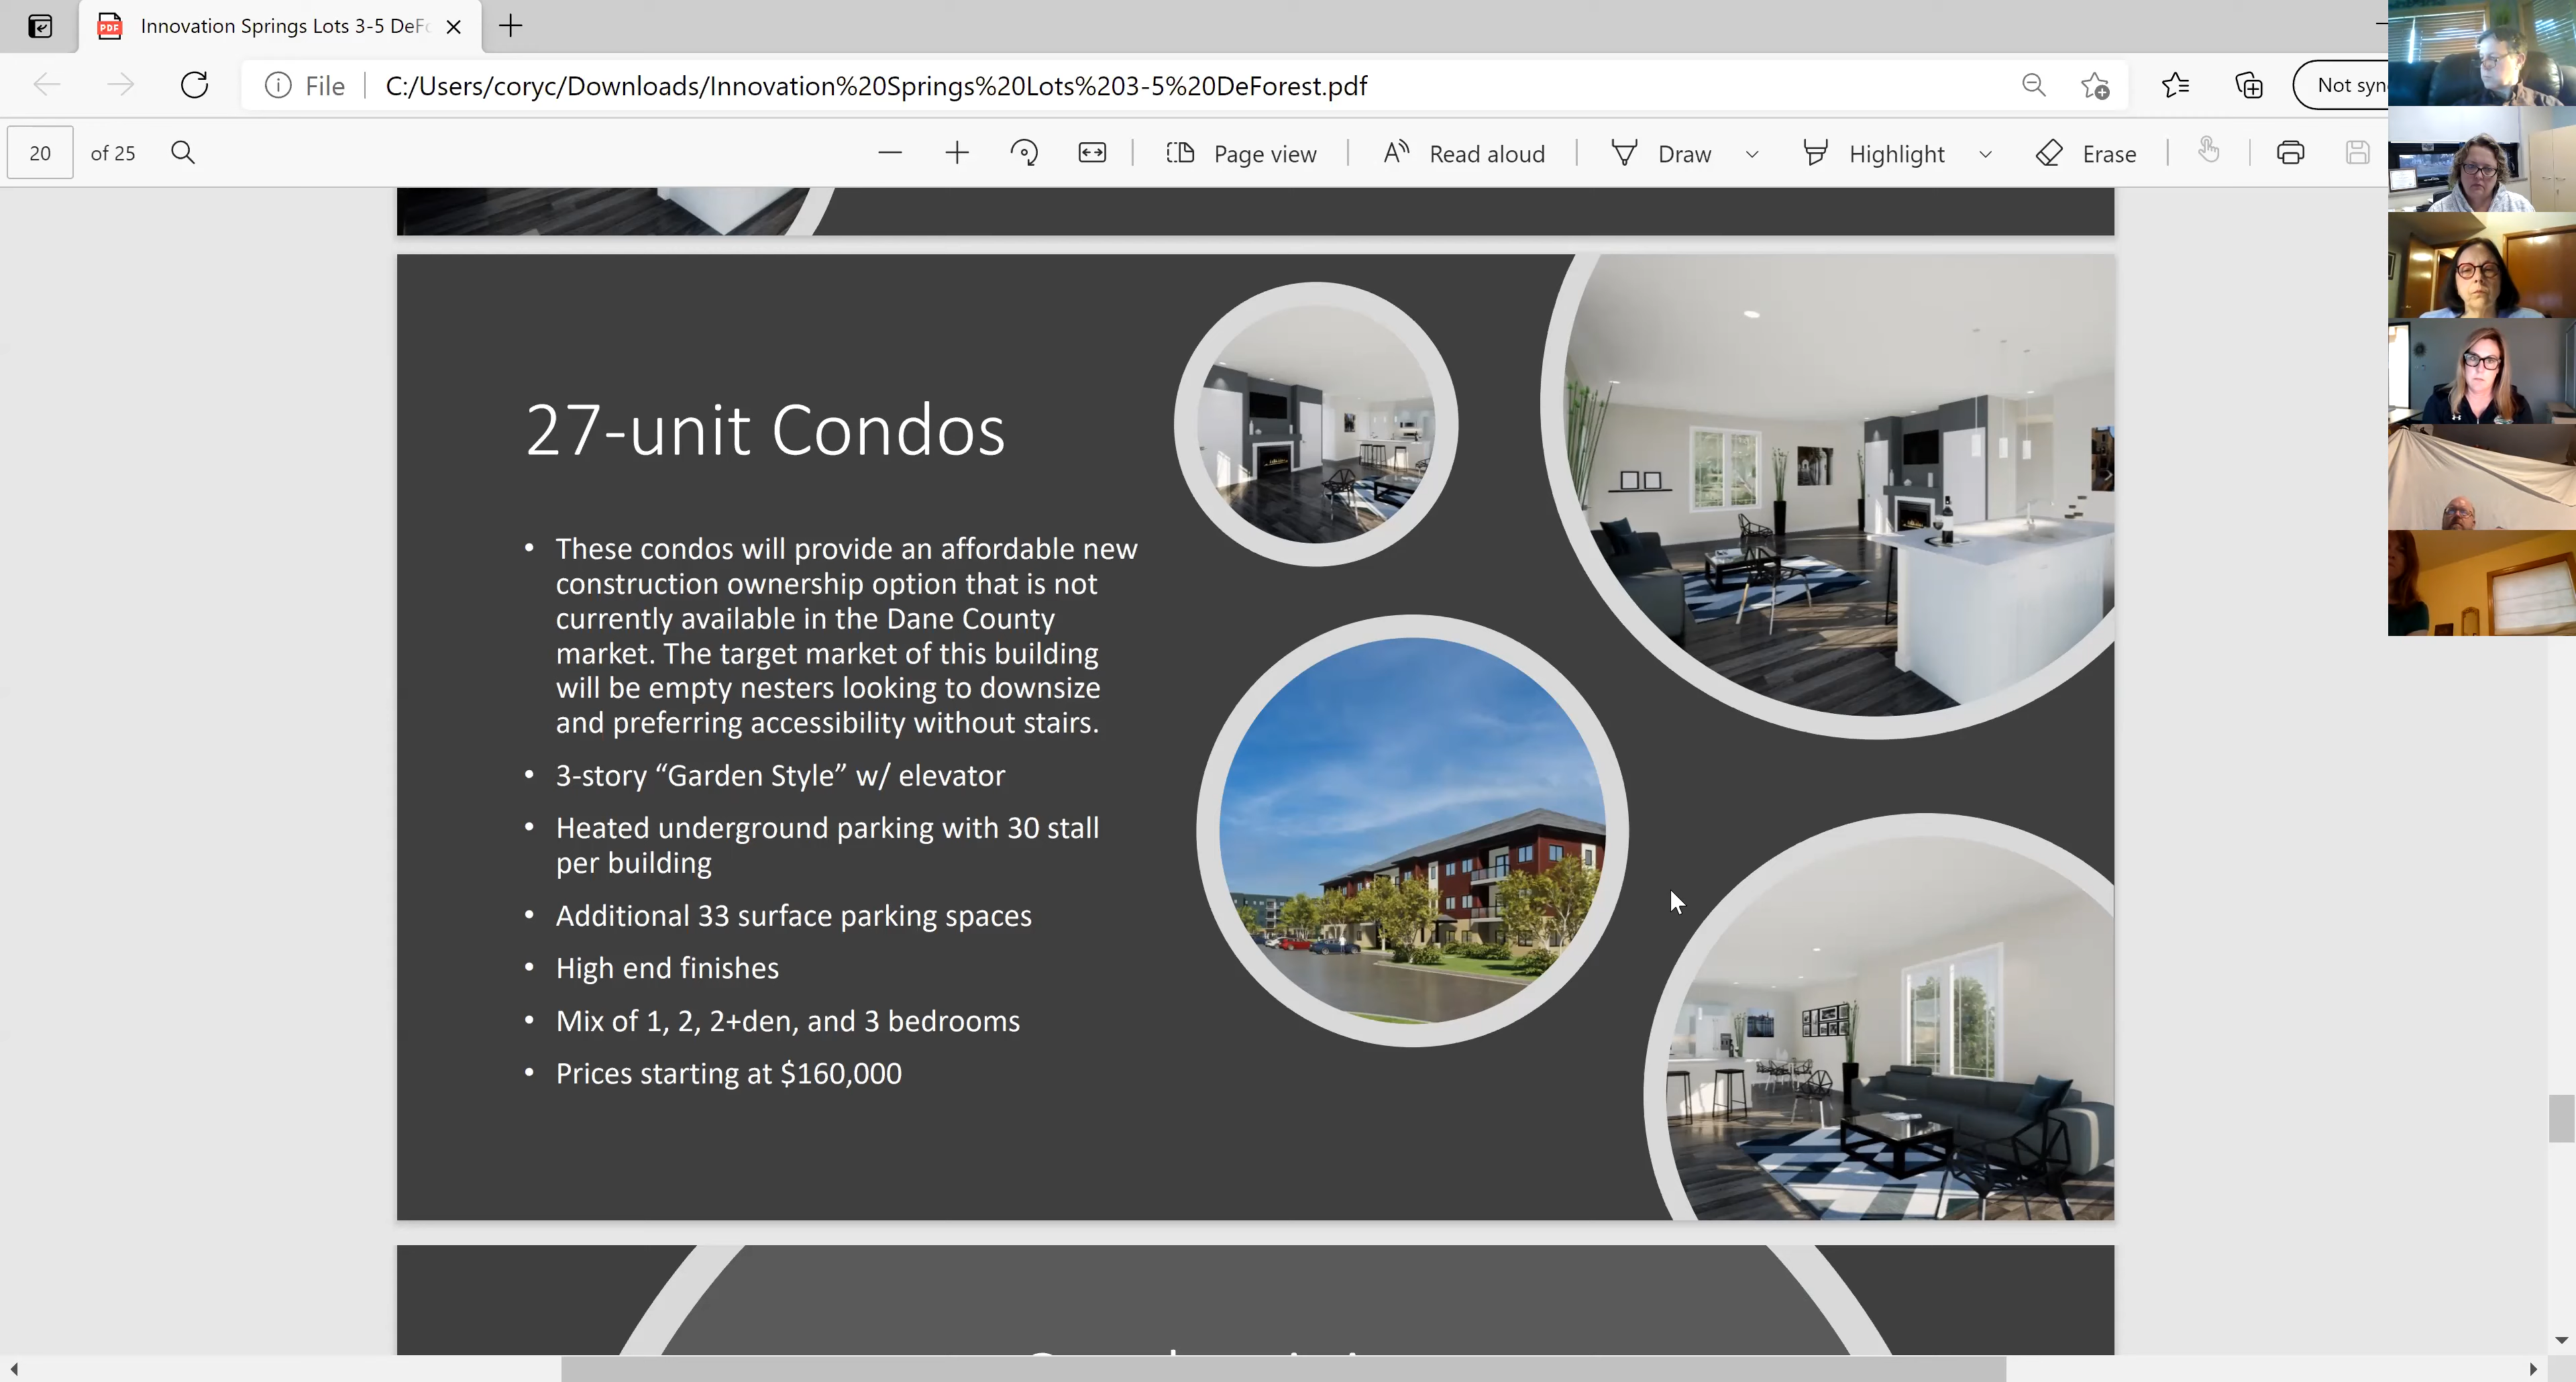 Innovation Springs Lots 3-5 DeFo
File
C:/Users/coryc/Downloads/Innovation%20Springs%20Lots%203-5%20DeForest.pdf
Not syn
20 of 25
Page view
Read aloud
Draw
Highlight
Erase
27-unit Condos
• These condos will provide an affordable new
construction ownership option that is not
currently available in the Dane County
market. The target market of this building
will be empty nesters looking to downsize
and preferring accessibility without stairs.
• 3-story “Garden Style” w/ elevator
• Heated underground parking with 30 stall
per building
• Additional 33 surface parking spaces
• High end finishes
• Mix of 1, 2, 2+den, and 3 bedrooms
• Prices starting at $160,000